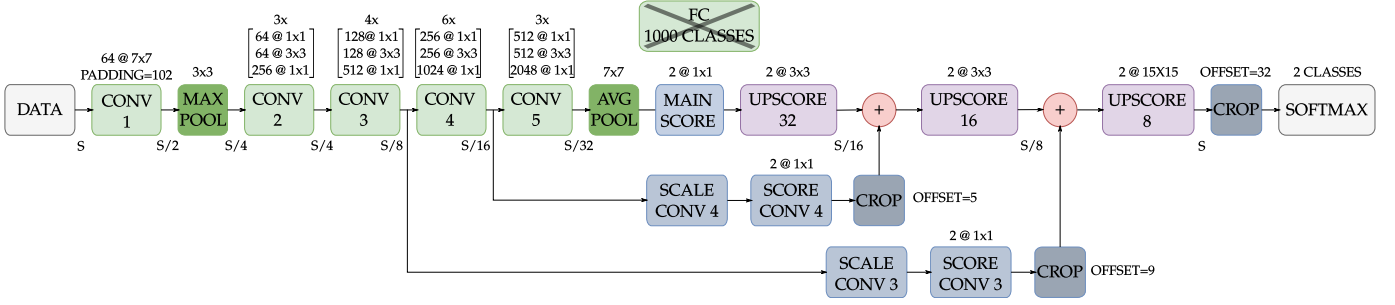 FC
1000 CLASSES
3x
64 @ 1x1
64 @ 3x3
256 @ 1x1
4x
128@ 1x1
128 @ 3x3
512 @ 1x1
6x
256 @ 1x1
256 @ 3x3
1024 @ 1x1
3x
512 @ 1x1
512 @ 3x3
2048 @ 1x1
64 @ 7x7
PADDING=102
3x3
7x7
2 @ 1x1
2 @ 3x3
2 @ 3x3
2 @ 15X15
OFFSET=32
2 CLASSES
DATA
CONV
1
MAX
POOL
CONV
2
CONV
3
CONV
4
CONV
5
AVG
POOL
MAIN
SCORE
UPSCORE
32
+
UPSCORE
16
+
UPSCORE
8
CROP
SOFTMAX
S
S/2
S/4
S/4
S/8
S/16
S/32
S/16
S/8
S
2 @ 1x1
SCALE
CONV 4
SCORE
CONV 4
CROP
OFFSET=5
2 @ 1x1
SCALE
CONV 3
SCORE
CONV 3
CROP
OFFSET=9